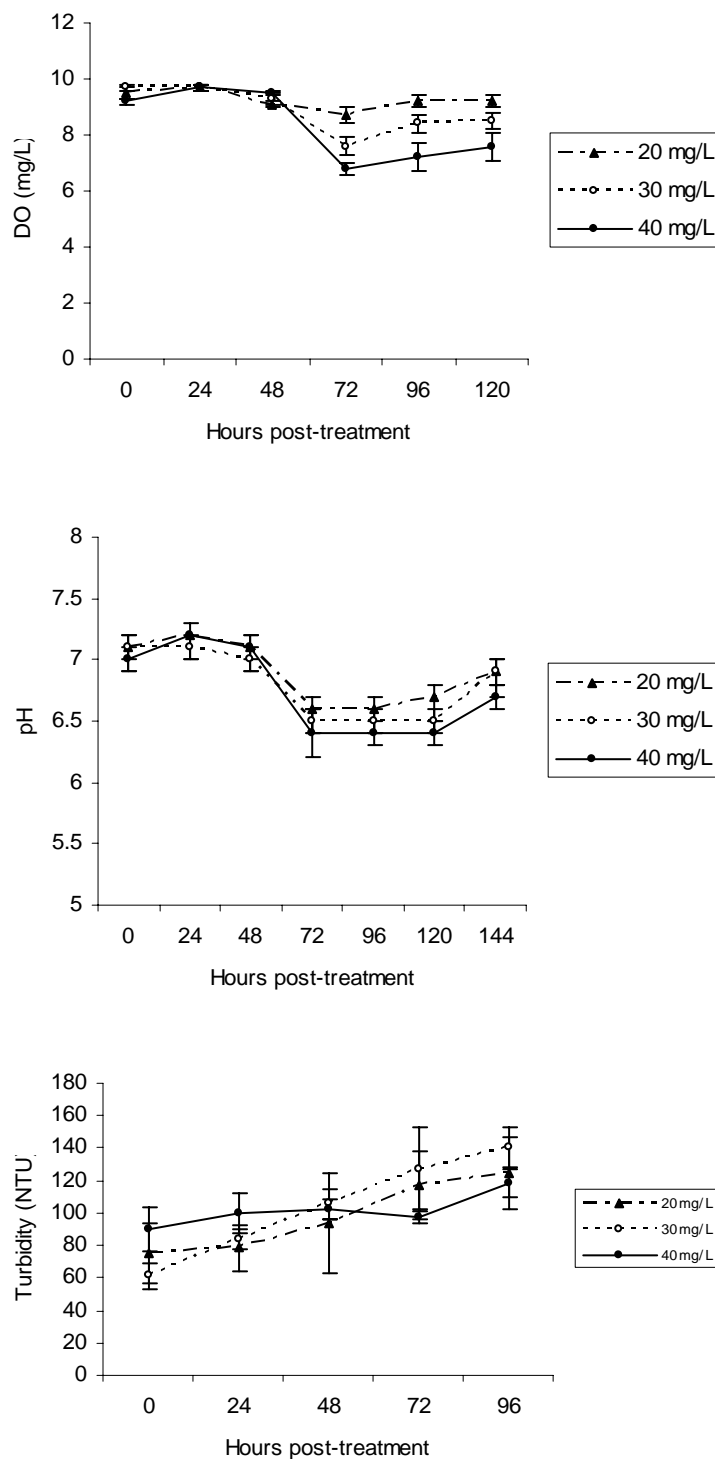 12
10
8
6
4
2
0
DO (mg/L)
0 24 48 72 96 120
Hours post-treatment
20 mg/L
30 mg/L
40 mg/L
8
7.5
7
6.5
6
5.5
5
pH
0 24 48 72 96 120 144
Hours post-treatment
20 mg/L
30 mg/L
40 mg/L
180
160
140
120
100
80
60
40
20
0
Turbidity (NTU)
0 24 48 72 96
Hours post-treatment
20 mg/L
30 mg/L
40 mg/L